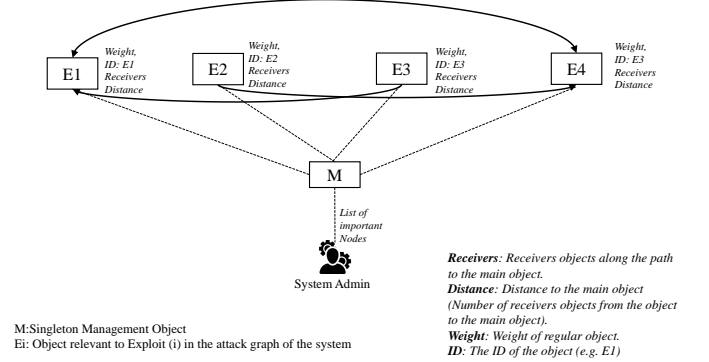 E1
Weight,
ID: E1
Receivers
Distance
E2
Weight,
ID: E2
Receivers
Distance
E3
Weight,
ID: E3
Receivers
Distance
E4
Weight,
ID: E3
Receivers
Distance
M
List of
important
Nodes
System Admin
Receivers: Receivers objects along the path
to the main object.
Distance: Distance to the main object
(Number of receivers objects from the object
to the main object).
Weight: Weight of regular object.
ID: The ID of the object (e.g. E1)
M:Singleton Management Object
Ei: Object relevant to Exploit (i) in the attack graph of the system